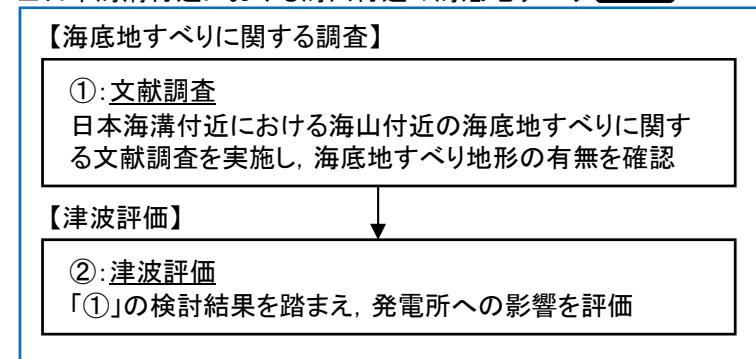 【海底地すべりに関する調査】
①:文献調査
日本海溝付近における海山付近の海底地すべりに関す
る文献調査を実施し,海底地すべり地形の有無を確認
【津波評価】
②:津波評価
「①」の検討結果を踏まえ,発電所への影響を評価